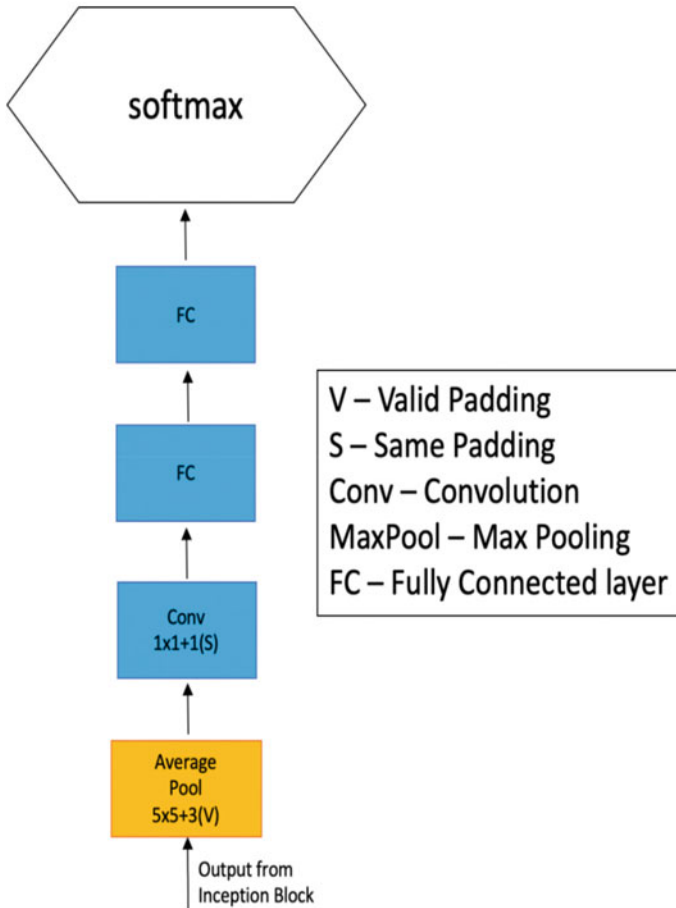 softmax
FC
FC
Conv
1x1+1(S)
Average
Pool
5x5+3(V)
Output from
Inception Block
V – Valid Padding
S – Same Padding
Conv – Convolution
MaxPool – Max Pooling
FC – Fully Connected layer